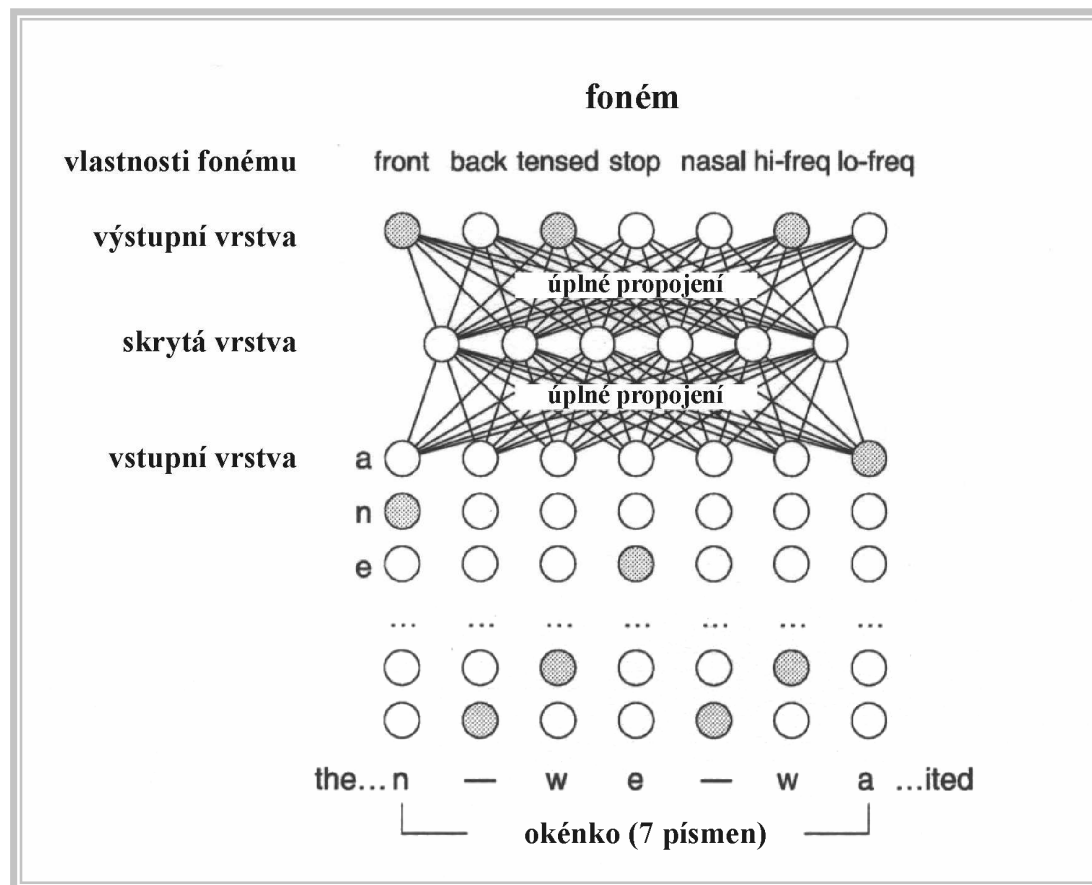 foném
vlastnosti fonému front back tensed stop nasal hi-freq lo-freq
výstupní vrstva
úplné propojení
skrytá vrstva
úplné propojení
vstupní vrstva a
n
e
... ... ... ... ... ... ...
the...n — w e — w a ...ited
okénko (7 písmen)